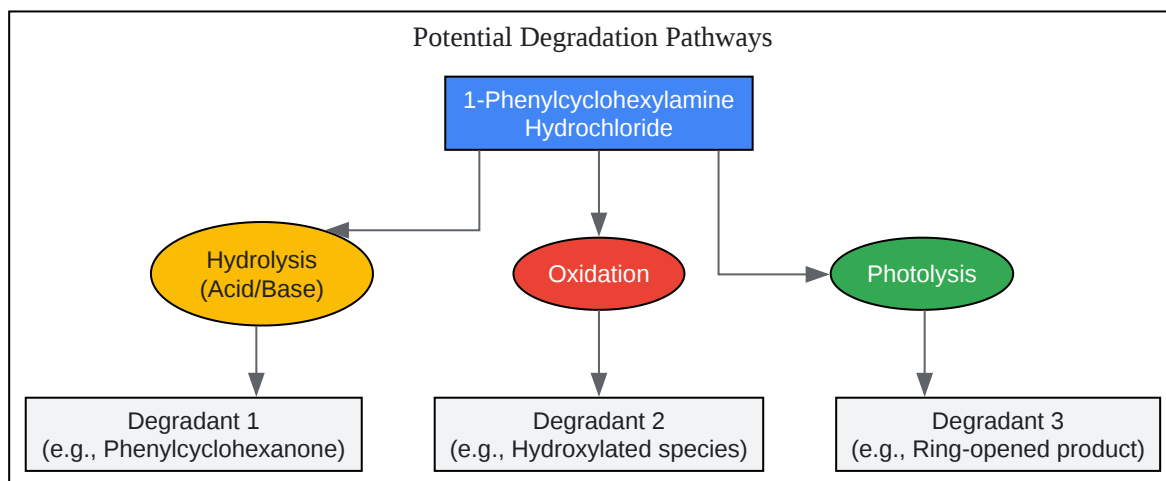 Potential Degradation Pathways
1-Phenylcyclohexylamine
Hydrochloride
Hydrolysis
(Acid/Base)
Oxidation
Photolysis
Degradant 1
(e.g., Phenylcyclohexanone)
Degradant 2
(e.g., Hydroxylated species)
Degradant 3
(e.g., Ring-opened product)